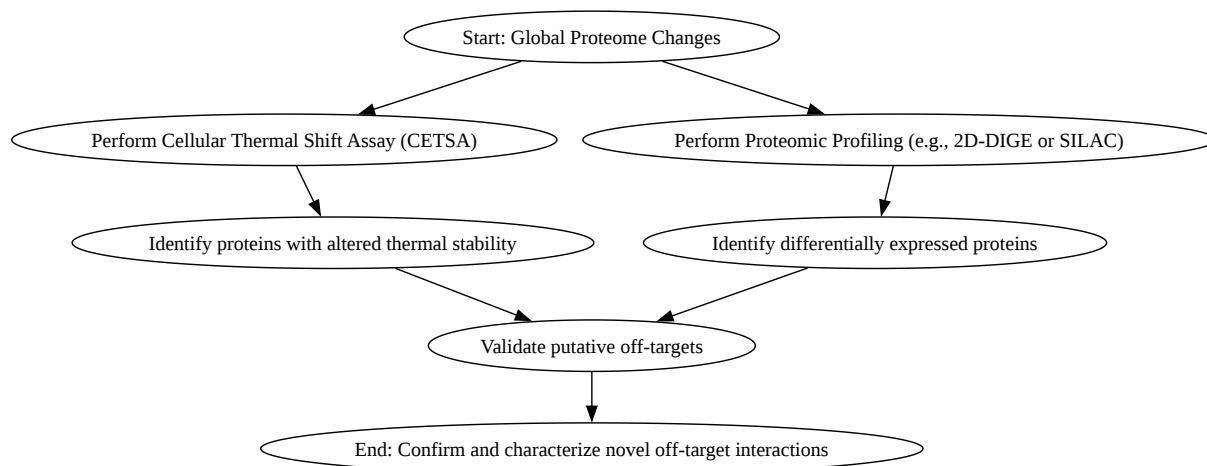 Start: Global Proteome Changes
Perform Cellular Thermal Shift Assay (CETSA)
Perform Proteomic Profiling (e.g., 2D-DIGE or SILAC)
Identify proteins with altered thermal stability
Identify differentially expressed proteins
Validate putative off-targets
End: Confirm and characterize novel off-target interactions